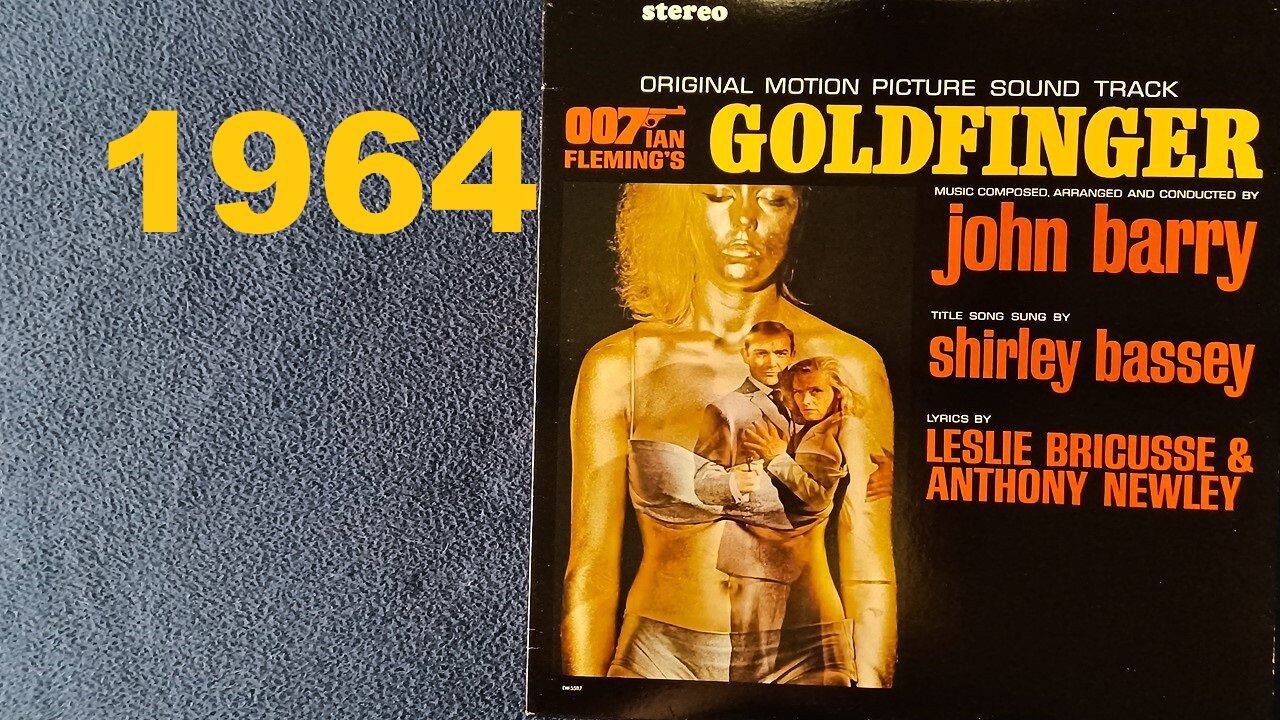 1964
stereo
ORIGINAL MOTION PICTURE SOUND TRACK
007 IAN
FLEMING'S
GOLDFINGER
MUSIC COMPOSED, ARRANGED AND CONDUCTED BY
john barry
TITLE SONG SUNG BY
shirley bassey
LYRICS BY
LESLIE BRICUSSE &
ANTHONY NEWLEY